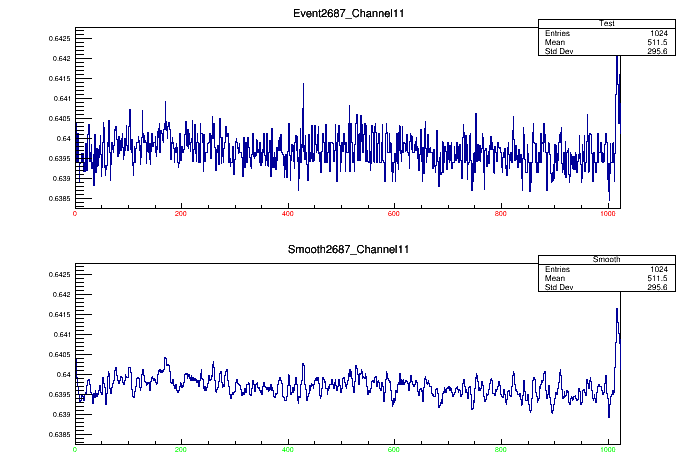 Event2687_Channel11
Test
Entries 1024
Mean 511.5
Std Dev 295.6
0.6425
0.642
0.6415
0.641
0.6405
0.64
0.6395
0.639
0.6385
0 200 400 600 800 1000
Smooth2687_Channel11
Smooth
Entries 1024
Mean 511.5
Std Dev 295.6
0.6425
0.642
0.6415
0.641
0.6405
0.64
0.6395
0.639
0.6385
0 200 400 600 800 1000